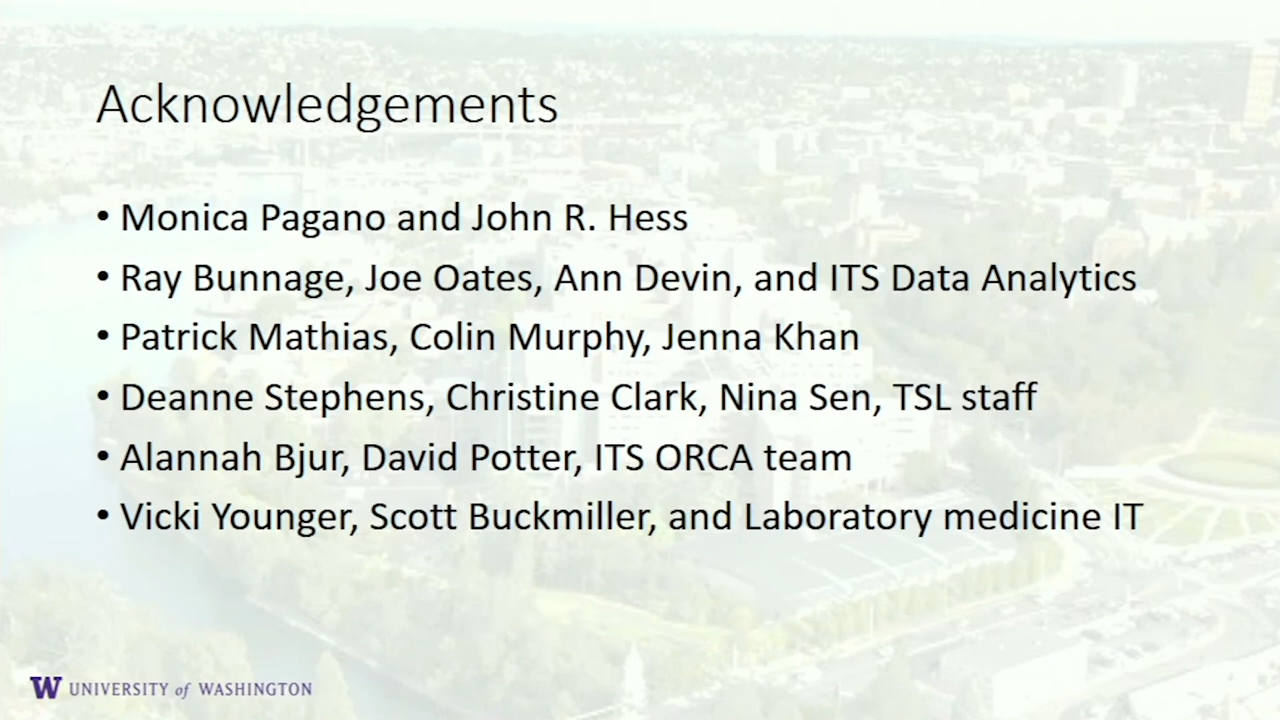 Acknowledgements
• Monica Pagano and John R. Hess
• Ray Bunnage, Joe Oates, Ann Devin, and ITS Data Analytics
• Patrick Mathias, Colin Murphy, Jenna Khan
• Deanne Stephens, Christine Clark, Nina Sen, TSL staff
• Alannah Bjur, David Potter, ITS ORCA team
• Vicki Younger, Scott Buckmiller, and Laboratory medicine IT
W UNIVERSITY of WASHINGTON